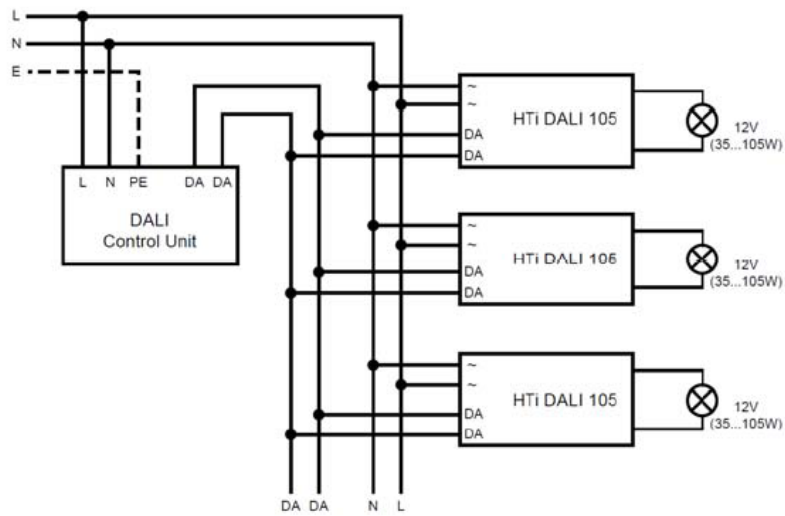 L
N
E
L N PE DA DA
DALI
Control Unit
~
~
DA
DA
HTi DALI 105
12V
(35...105W)
~
~
DA
DA
HTi DALI 105
12V
(35...105W)
~
~
DA
DA
HTi DALI 105
12V
(35...105W)
DA DA N L